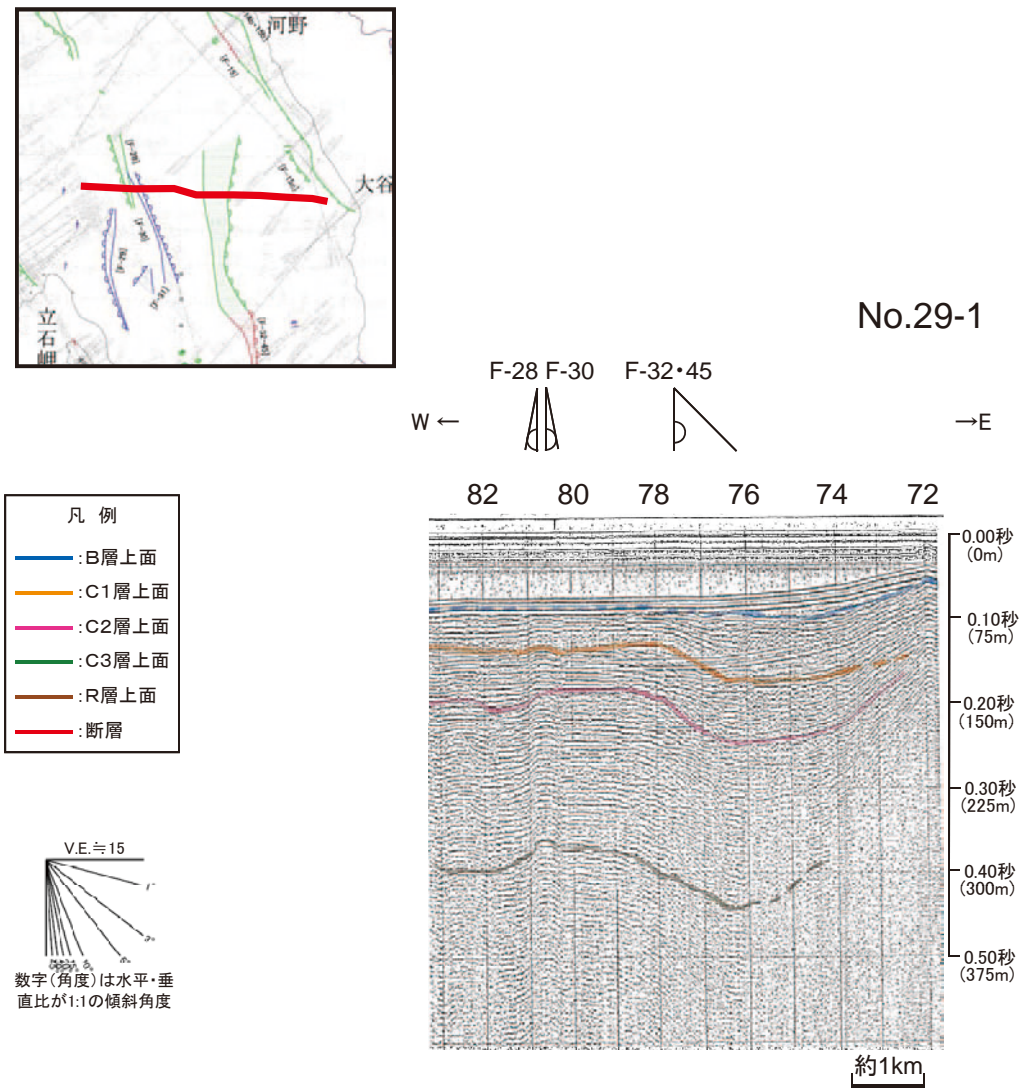 河野
[F-15]
大谷
[F-28]
[F-30]
[F-29]
[F-31]
立石岬
No.29-1
F-28 F-30 F-32・45
W ←
→E
82 80 78 76 74 72
凡 例
:B層上面
:C1層上面
:C2層上面
:C3層上面
:R層上面
:断層
0.00秒
(0m)
0.10秒
(75m)
0.20秒
(150m)
0.30秒
(225m)
0.40秒
(300m)
0.50秒
(375m)
V.E.≒15
数字(角度)は水平・垂
直比が1:1の傾斜角度
約1km